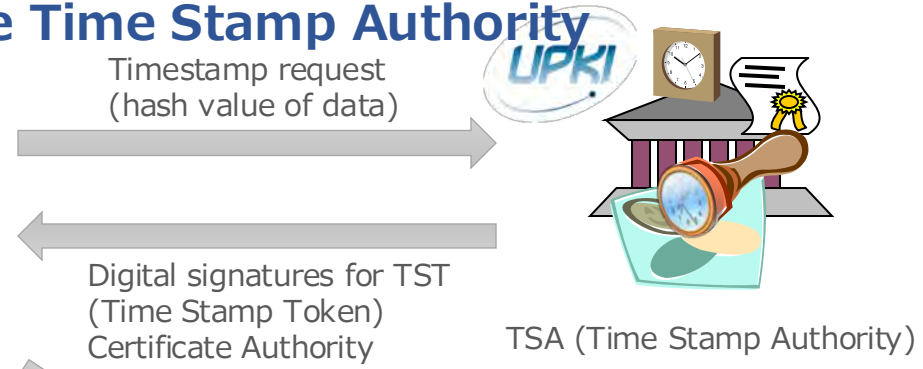 e Time Stamp Authority
UPKI
Timestamp request
(hash value of data)
Digital signatures for TST
(Time Stamp Token)
Certificate Authority
TSA (Time Stamp Authority)